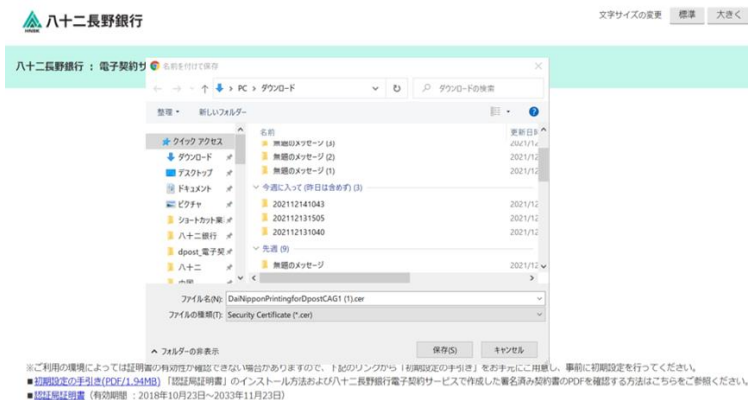 八十二長野銀行
文字サイズの変更 標準 大きく
八十二長野銀行 : 電子契約サ
名前を付けて保存
PC > ダウンロード
ダウンロードの検索
整理 新しいフォルダー
名前 更新日時
クイック アクセス
ダウンロード
デスクトップ
ドキュメント
ピクチャ
ショートカット集
八十二銀行
dpost_電子契
八十二
無題のメッセージ (3) 2021/12
無題のメッセージ (2) 2021/12
無題のメッセージ (1) 2021/12
今週に入って (昨日は含めず) (3)
202112141043 2021/12
202112131505 2021/12
202112131040 2021/12
先週 (9)
無題のメッセージ 2021/12
ファイル名(N): DaiNipponPrintingforDpostCAG1 (1).cer
ファイルの種類(T): Security Certificate (*.cer)
フォルダーの非表示 保存(S) キャンセル
※ご利用の環境によっては証明書の有効性が確認できない場合がありますので、下記のリンクから「初期設定の手引き」をお手元にご用意し、事前に初期設定を行ってください。
■初期設定の手引き(PDF/1.94MB) 「認証局証明書」のインストール方法および八十二長野銀行電子契約サービスで作成した署名済み契約書のPDFを確認する方法はこちらをご参照ください。
■認証局証明書 (有効期間 : 2018年10月23日~2033年11月23日)